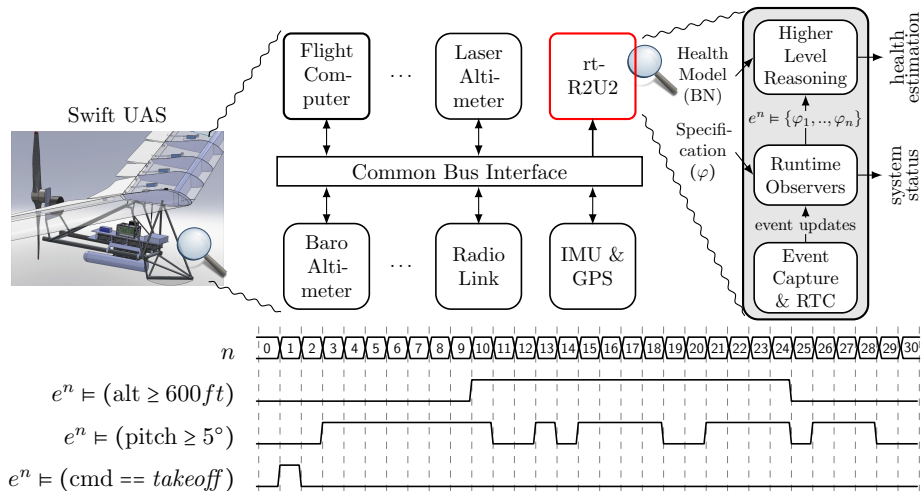 Swift UAS
Flight
Com-
puter
...
Laser
Alti-
meter
rt-
R2U2
Common Bus Interface
Baro
Alti-
meter
...
Radio
Link
IMU &
GPS
Health
Model
(BN)
Specifi-
cation
(φ)
Higher
Level
Reasoning
eⁿ ⊨ {φ₁, .., φₙ}
Runtime
Observers
event updates
Event
Capture
& RTC
health
estimation
system
status
n 0 1 2 3 4 5 6 7 8 9 10 11 12 13 14 15 16 17 18 19 20 21 22 23 24 25 26 27 28 29 30
eⁿ ⊨ (alt ≥ 600ft)
eⁿ ⊨ (pitch ≥ 5°)
eⁿ ⊨ (cmd == takeoff)